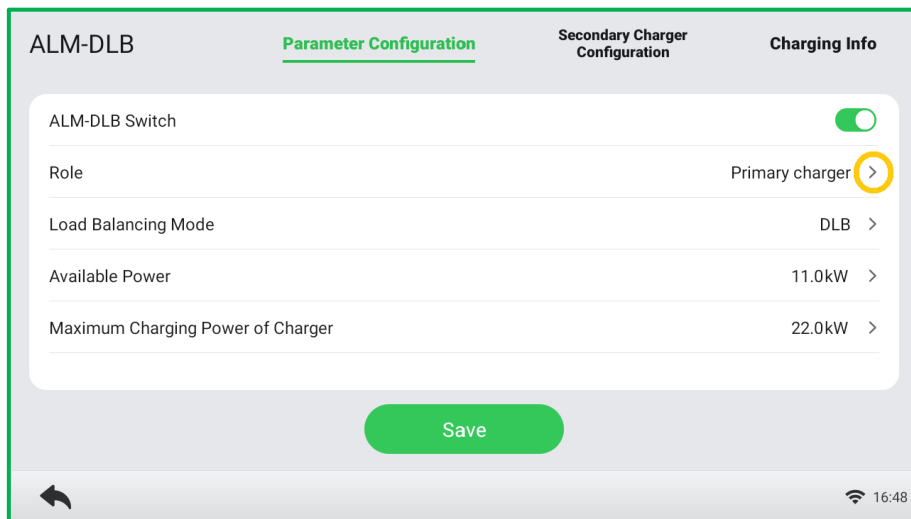 ALM-DLB
Parameter Configuration
Secondary Charger
Configuration
Charging Info
ALM-DLB Switch
Role
Primary charger
Load Balancing Mode
DLB
Available Power
11.0kW
Maximum Charging Power of Charger
22.0kW
Save
16:48